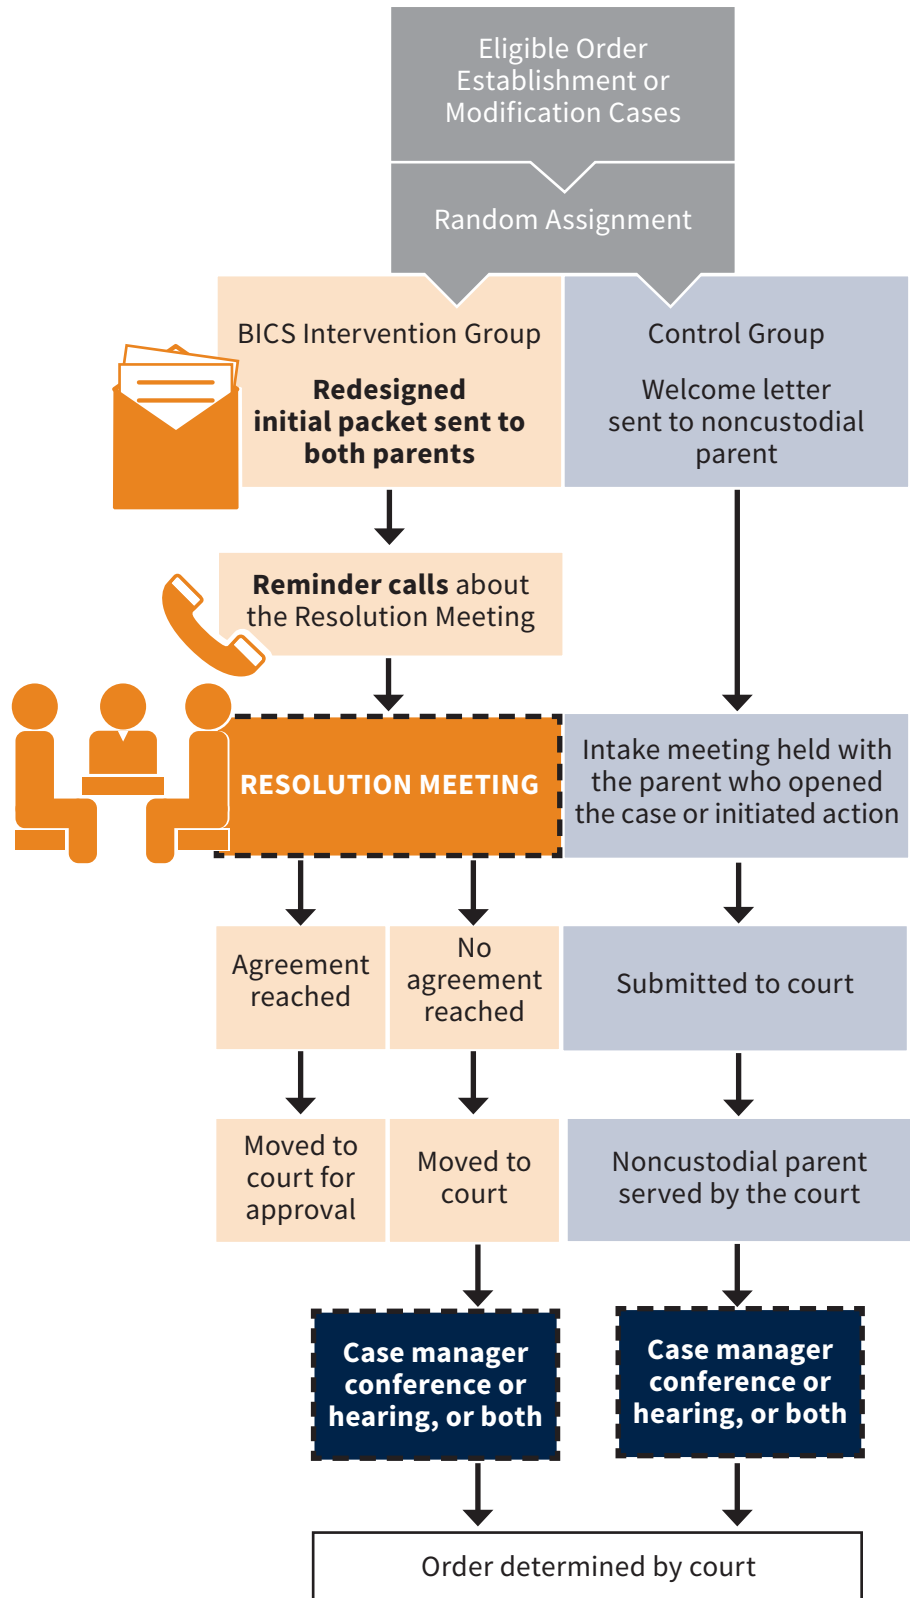 Eligible Order
Establishment or
Modification Cases
Random Assignment
BICS Intervention Group
Redesigned
initial packet sent to
both parents
Control Group
Welcome letter
sent to noncustodial
parent
Reminder calls about
the Resolution Meeting
RESOLUTION MEETING
Intake meeting held with
the parent who opened
the case or initiated action
Agreement
reached
No
agreement
reached
Submitted to court
Moved to
court for
approval
Moved to
court
Noncustodial parent
served by the court
Case manager
conference or
hearing, or both
Case manager
conference or
hearing, or both
Order determined by court